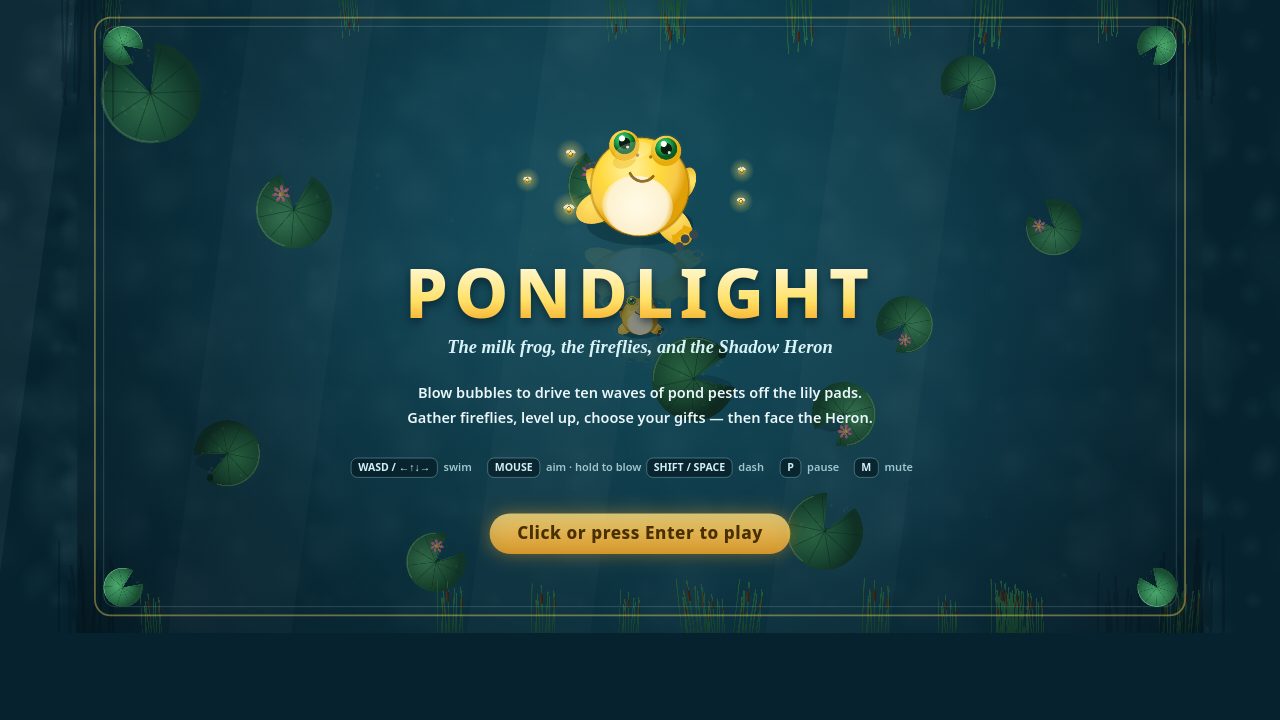 PONDLIGHT
The milk frog, the fireflies, and the Shadow Heron
Blow bubbles to drive ten waves of pond pests off the lily pads.
Gather fireflies, level up, choose your gifts — then face the Heron.
WASD / ←↑↓→ swim MOUSE aim · hold to blow SHIFT / SPACE dash P pause M mute
Click or press Enter to play